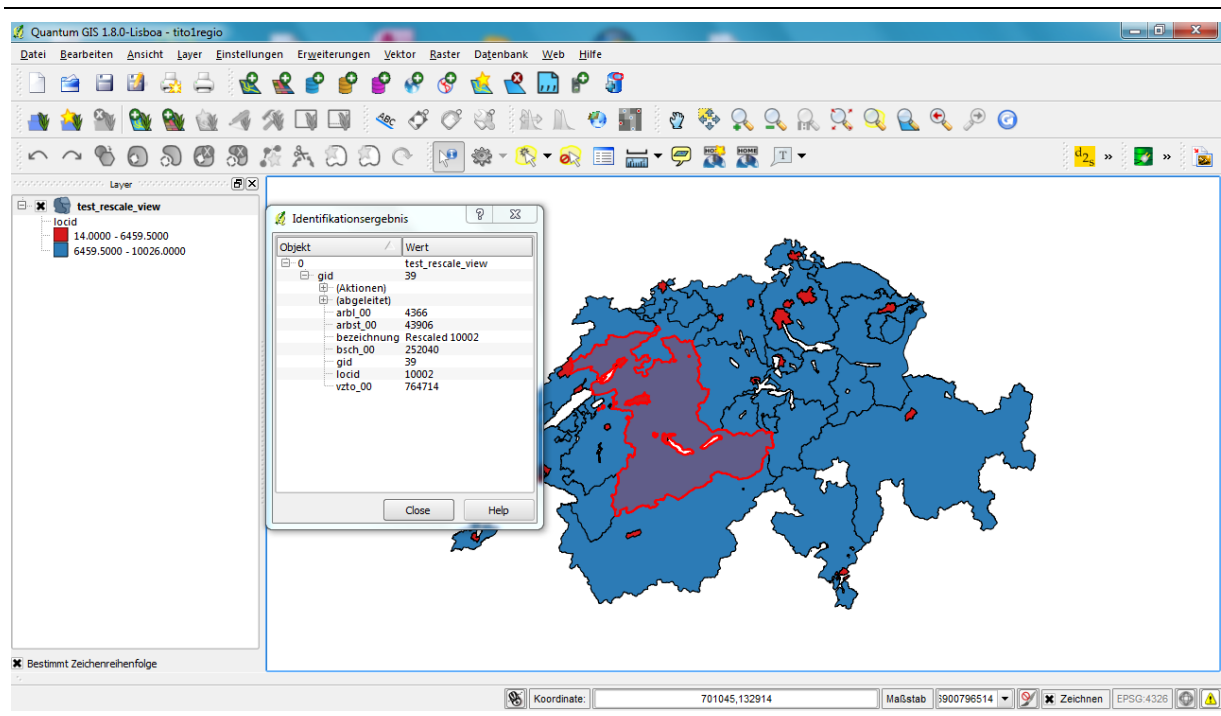 Quantum GIS 1.8.0-Lisboa - tito1regio
Datei Bearbeiten Ansicht Layer Einstellungen Erweiterungen Vektor Raster Datenbank Web Hilfe
ABC
T
d2s » »
Layer
test_rescale_view
locid
14.0000 - 6459.5000
6459.5000 - 10026.0000
Identifikationsergebnis
Objekt Wert
0 test_rescale_view
gid 39
(Aktionen)
(abgeleitet)
arbl_00 4366
arbst_00 43906
bezeichnung Rescaled 10002
bsch_00 252040
gid 39
locid 10002
vzto_00 764714
Close Help
Bestimmt Zeichenreihenfolge
Koordinate: 701045,132914 Maßstab 6900796514 Zeichnen EPSG:4326